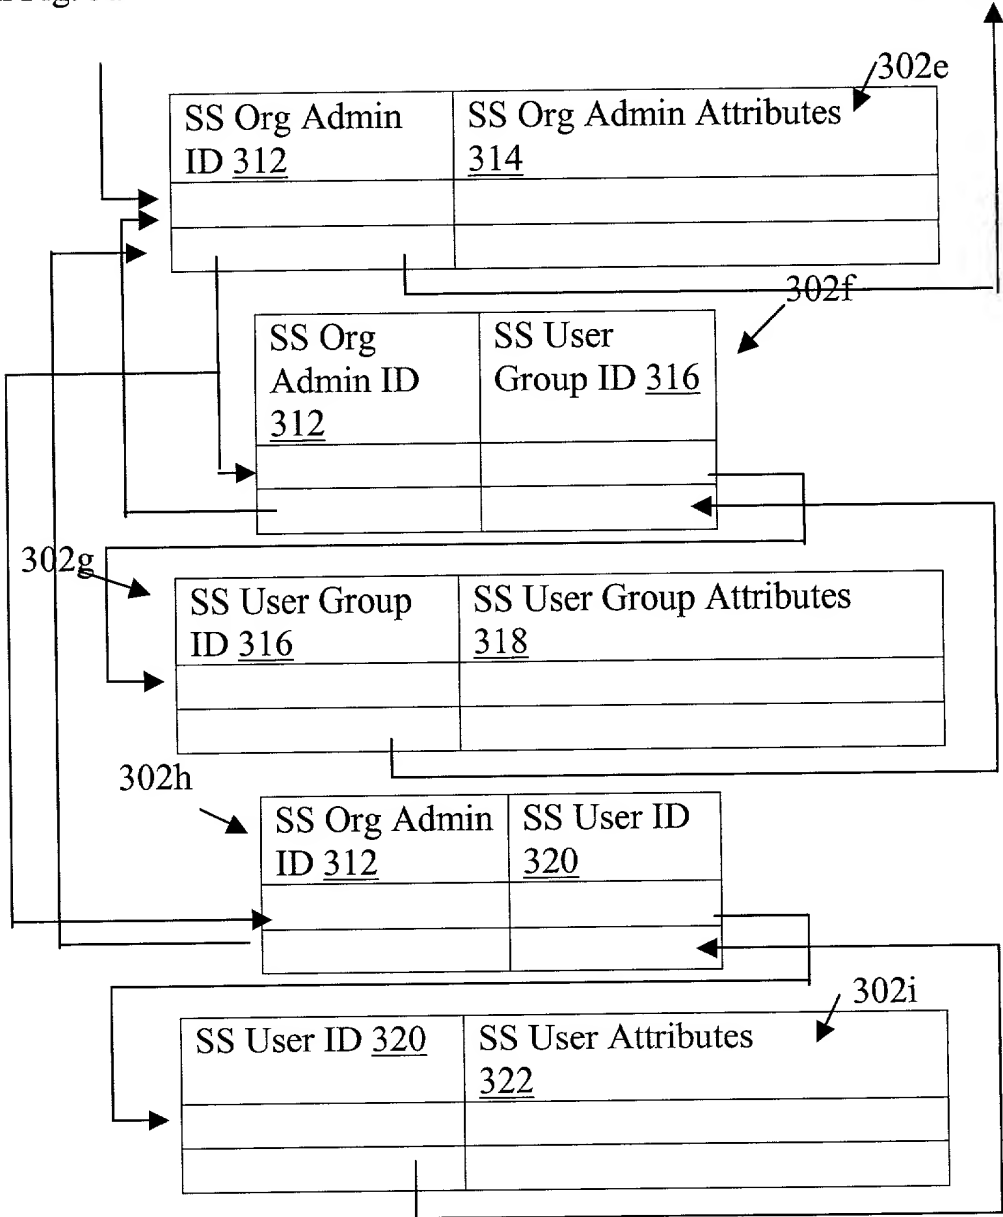 302e
SS Org Admin
ID 312
SS Org Admin Attributes
314
302f
SS Org
Admin ID
312
SS User
Group ID 316
302g
SS User Group
ID 316
SS User Group Attributes
318
302h
SS Org Admin
ID 312
SS User ID
320
302i
SS User ID 320
SS User Attributes
322